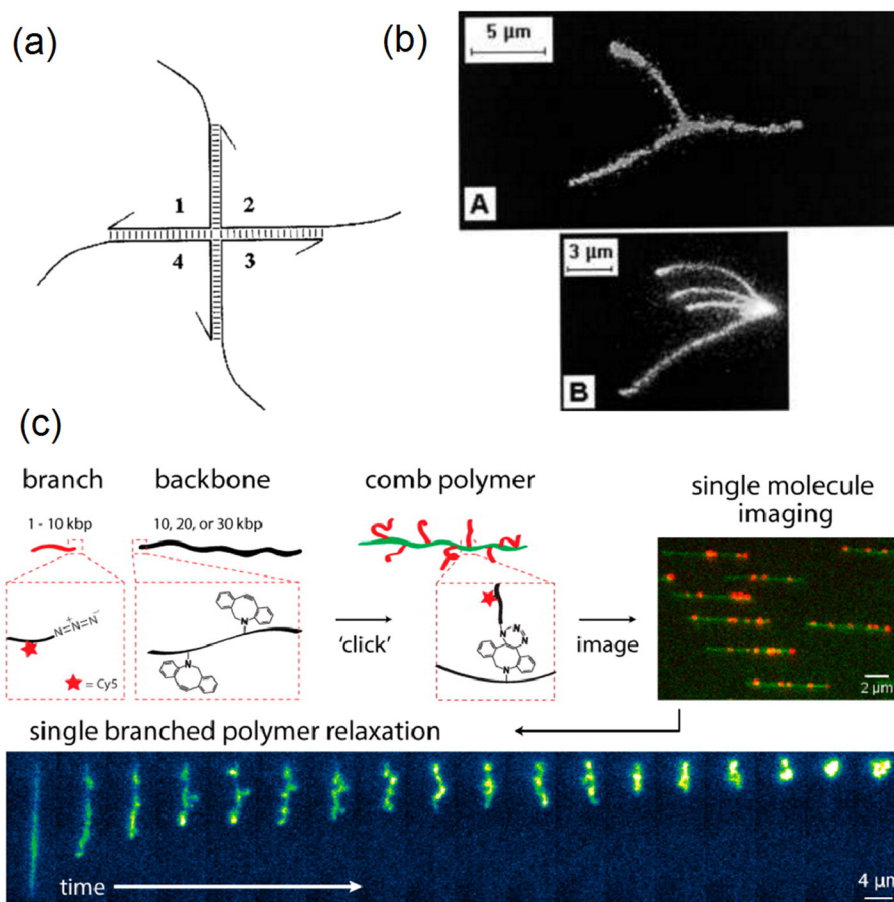 (a)
1 2
4 3
(b)
5 μm
A
3 μm
B
(c)
branch
1 - 10 kbp
backbone
10, 20, or 30 kbp
comb polymer
single molecule
imaging
N=N=N
+ −
= Cy5
N
N
'click'
N N
N
N
image
2 μm
single branched polymer relaxation
time
4 μm